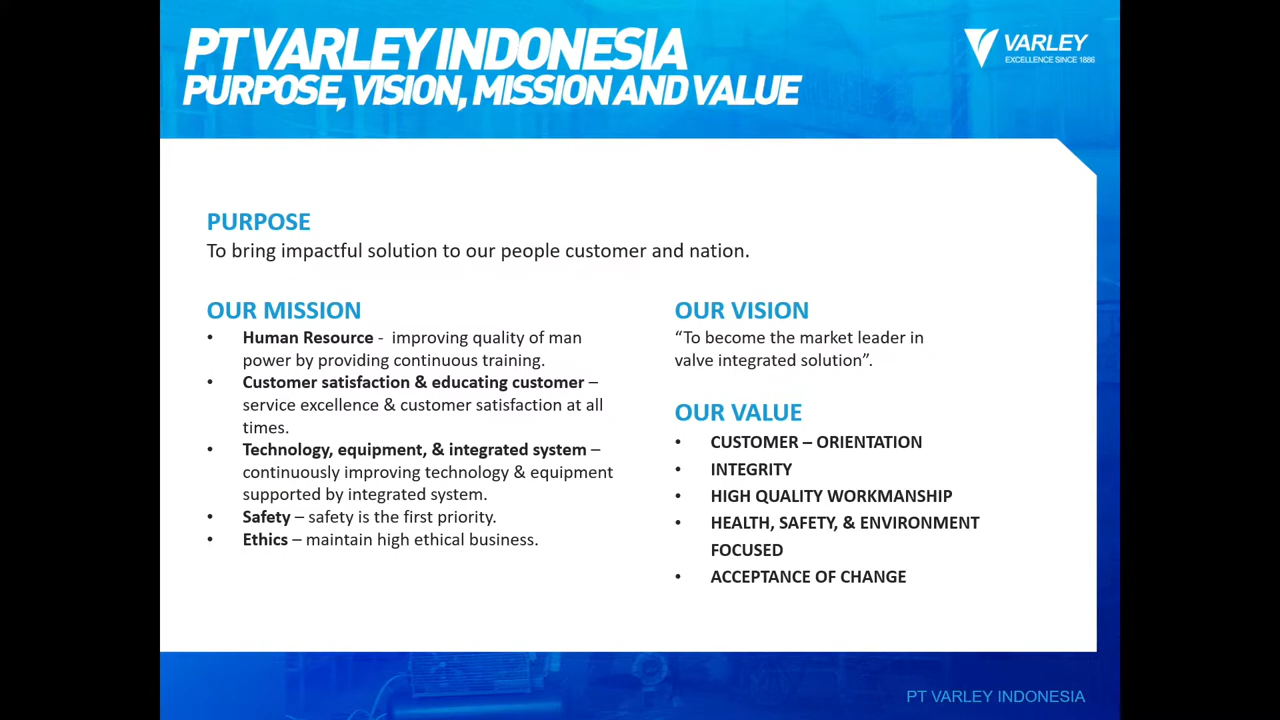 PT VARLEY INDONESIA
PURPOSE, VISION, MISSION AND VALUE
VARLEY
EXCELLENCE SINCE 1886
PURPOSE
To bring impactful solution to our people customer and nation.
OUR MISSION
• Human Resource - improving quality of man
power by providing continuous training.
• Customer satisfaction & educating customer –
service excellence & customer satisfaction at all
times.
• Technology, equipment, & integrated system –
continuously improving technology & equipment
supported by integrated system.
• Safety – safety is the first priority.
• Ethics – maintain high ethical business.
OUR VISION
“To become the market leader in
valve integrated solution”.
OUR VALUE
• CUSTOMER – ORIENTATION
• INTEGRITY
• HIGH QUALITY WORKMANSHIP
• HEALTH, SAFETY, & ENVIRONMENT
FOCUSED
• ACCEPTANCE OF CHANGE
PT VARLEY INDONESIA